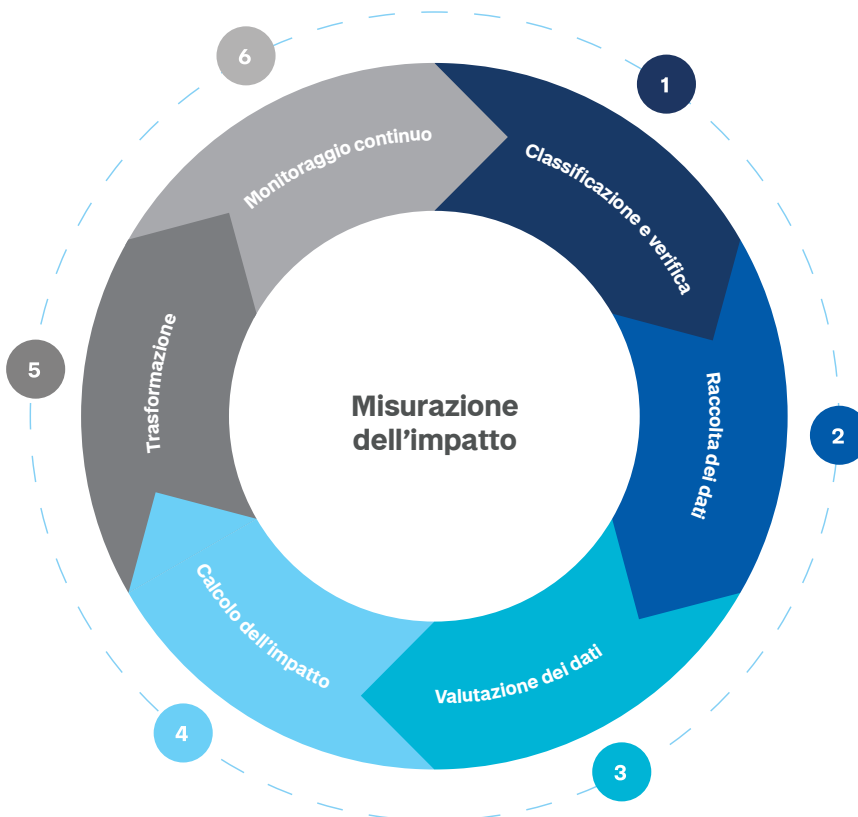 Misurazione
dell'impatto
1
Classificazione e verifica
2
Raccolta dei dati
3
Valutazione dei dati
4
Calcolo dell'impatto
5
Trasformazione
6
Monitoraggio continuo